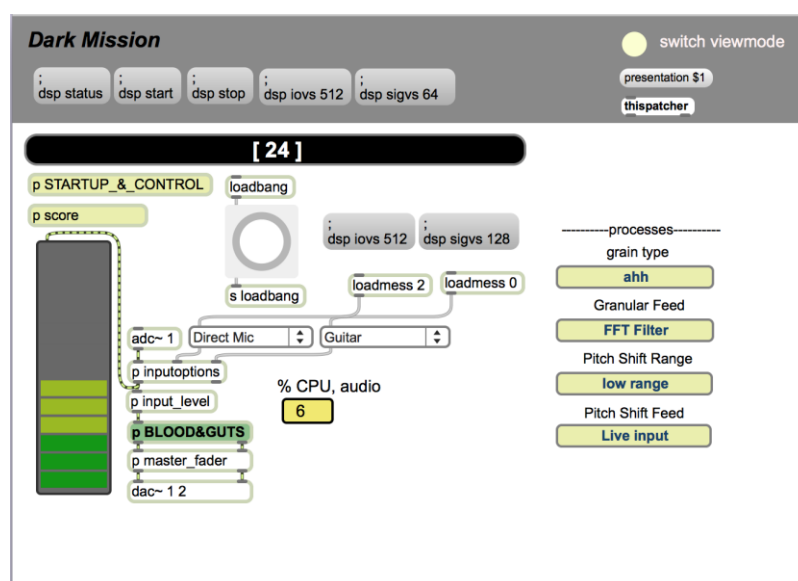 Dark Mission
switch viewmode
;
dsp status
;
dsp start
;
dsp stop
;
dsp iovs 512
;
dsp sigvs 64
presentation $1
thispatcher
[ 24 ]
p STARTUP_&_CONTROL
loadbang
p score
;
dsp iovs 512
;
dsp sigvs 128
----------processes----------
grain type
ahh
s loadbang
loadmess 2
loadmess 0
Granular Feed
FFT Filter
adc~ 1
Direct Mic
Guitar
Pitch Shift Range
low range
p inputoptions
p input_level
% CPU, audio
6
Pitch Shift Feed
Live input
p BLOOD&GUTS
p master_fader
dac~ 1 2